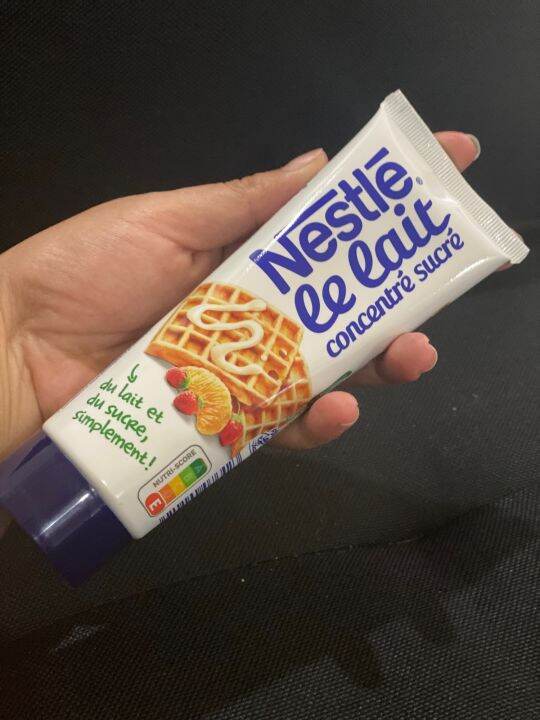 Nestlé®
le lait
concentré sucré
du lait et
du sucre,
simplement!
NUTRI-SCORE
E